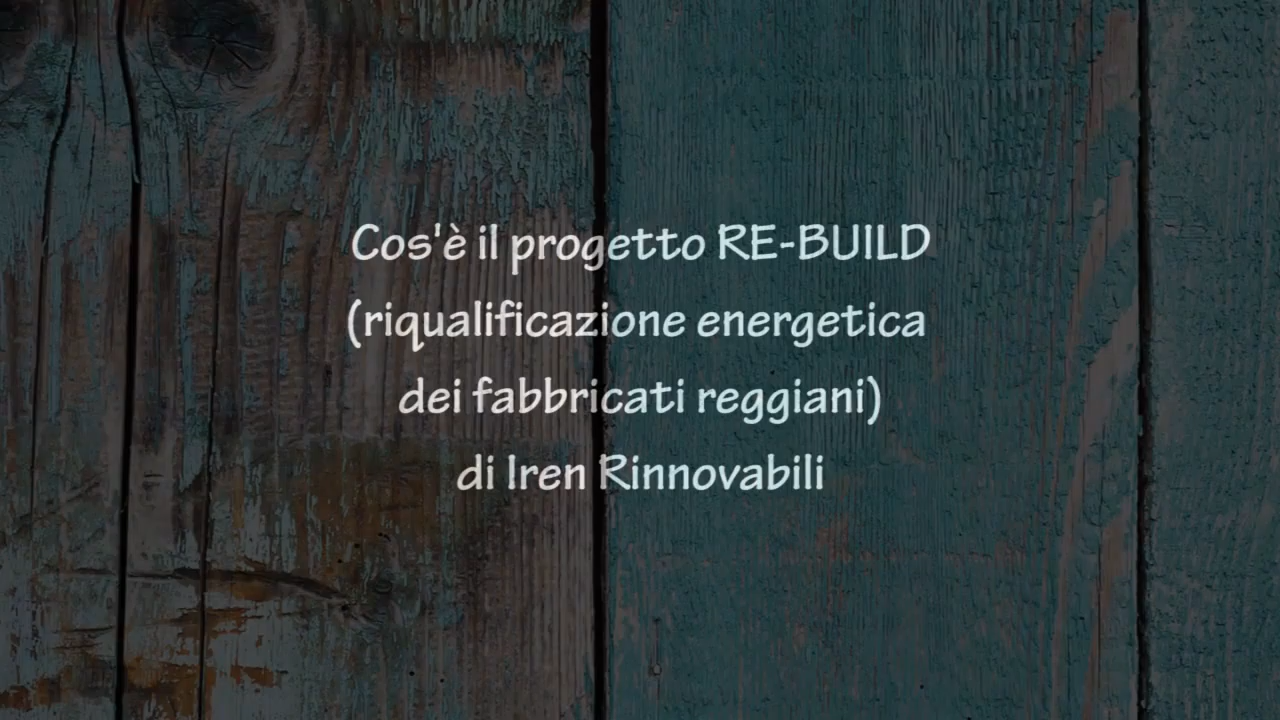 Cos'è il progetto RE-BUILD
(riqualificazione energetica
dei fabbricati reggiani)
di Iren Rinnovabili